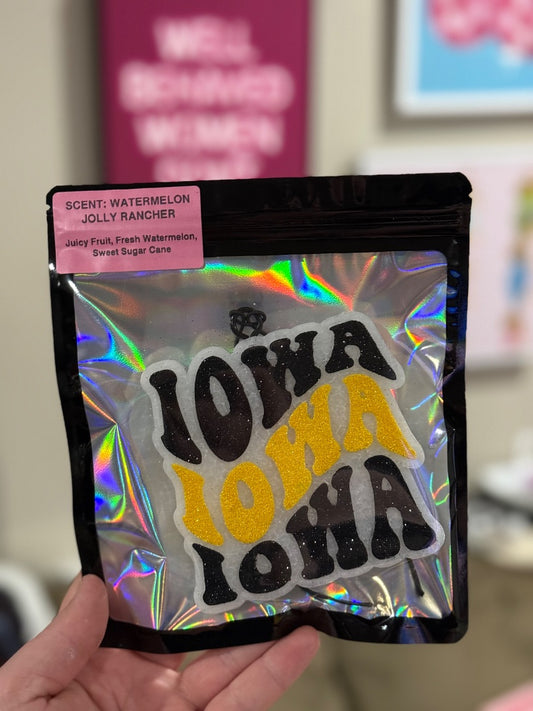 WELL
BEHAVED
WOMEN
SCENT: WATERMELON
JOLLY RANCHER
Juicy Fruit, Fresh Watermelon,
Sweet Sugar Cane
IOWA
IOWA
IOWA